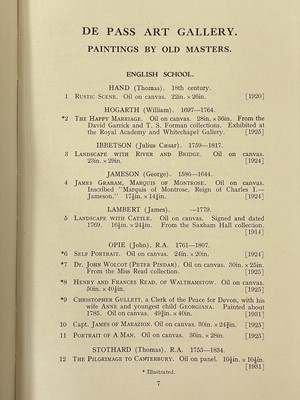 DE PASS ART GALLERY.
PAINTINGS BY OLD MASTERS.
ENGLISH SCHOOL.
HAND (Thomas). 18th century.
1 RUSTIC SCENE. Oil on canvas. 22in. × 26in. [1920]
HOGARTH (William). 1697—1764.
*2 THE HAPPY MARRIAGE. Oil on canvas. 28in. × 36in. From the
David Garrick and T. S. Forman collections. Exhibited at
the Royal Academy and Whitechapel Gallery. [1925]
IBBETSON (Julius Cæsar). 1759—1817.
3 LANDSCAPE WITH RIVER AND BRIDGE. Oil on canvas.
23in. × 29in. [1924]
JAMESON (George). 1586—1644.
4 JAMES GRAHAM, MARQUIS OF MONTROSE. Oil on canvas.
Inscribed "Marquis of Montrose, Reign of Charles I.—
Jameson." 17½in. × 14½in. [1924]
LAMBERT (James). —1779.
5 LANDSCAPE WITH CATTLE. Oil on canvas. Signed and dated
1769. 16¼in. × 24¾in. From the Saxham Hall collection.
[1914]
OPIE (John), R.A. 1761—1807.
*6 SELF PORTRAIT. Oil on canvas. 24in. × 20in. [1924]
*7 Dr. JOHN WOLCOT (PETER PINDAR). Oil on canvas. 30in. × 25in.
From the Miss Read collection. [1925]
*8 HENRY AND FRANCES READ, OF WALTHAMSTOW. Oil on canvas.
50in. × 40½in. [1925]
*9 CHRISTOPHER GULLETT, a Clerk of the Peace for Devon, with his
wife ANNE and youngest child GEORGIANA. Painted about
1785. Oil on canvas. 49¾in. × 40in. [1931]
10 Capt. JAMES OF MARAZION. Oil on canvas. 30in. × 24¾in. [1925]
11 PORTRAIT OF A MAN. Oil on canvas. 30in. × 28in. [1925]
STOTHARD (Thomas), R.A. 1755—1834.
12 THE PILGRIMAGE TO CANTERBURY. Oil on panel. 10½in. × 10½in.
[1931]
* Illustrated.
7